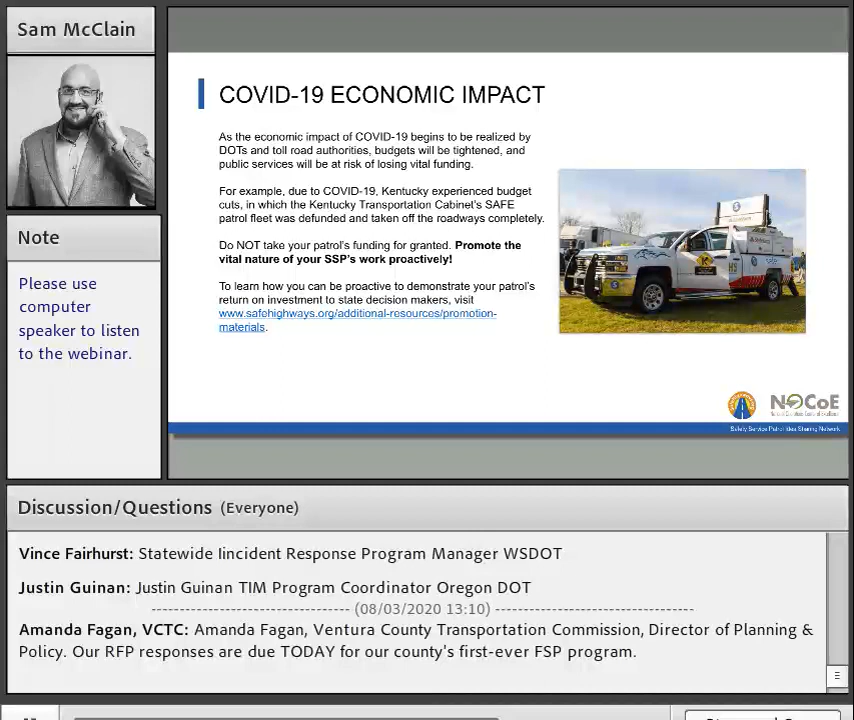 Sam McClain
Note
Please use
computer
speaker to listen
to the webinar.
COVID-19 ECONOMIC IMPACT
As the economic impact of COVID-19 begins to be realized by
DOTs and toll road authorities, budgets will be tightened, and
public services will be at risk of losing vital funding.
For example, due to COVID-19, Kentucky experienced budget
cuts, in which the Kentucky Transportation Cabinet's SAFE
patrol fleet was defunded and taken off the roadways completely.
Do NOT take your patrol's funding for granted. Promote the
vital nature of your SSP's work proactively!
To learn how you can be proactive to demonstrate your patrol's
return on investment to state decision makers, visit
www.safehighways.org/additional-resources/promotion-
materials.
NOCoE
Safety Service Patrol Idea Sharing Network
Discussion/Questions (Everyone)
Vince Fairhurst: Statewide Iincident Response Program Manager WSDOT
Justin Guinan: Justin Guinan TIM Program Coordinator Oregon DOT
---------------------------------- (08/03/2020 13:10) ----------------------------------
Amanda Fagan, VCTC: Amanda Fagan, Ventura County Transportation Commission, Director of Planning &
Policy. Our RFP responses are due TODAY for our county's first-ever FSP program.